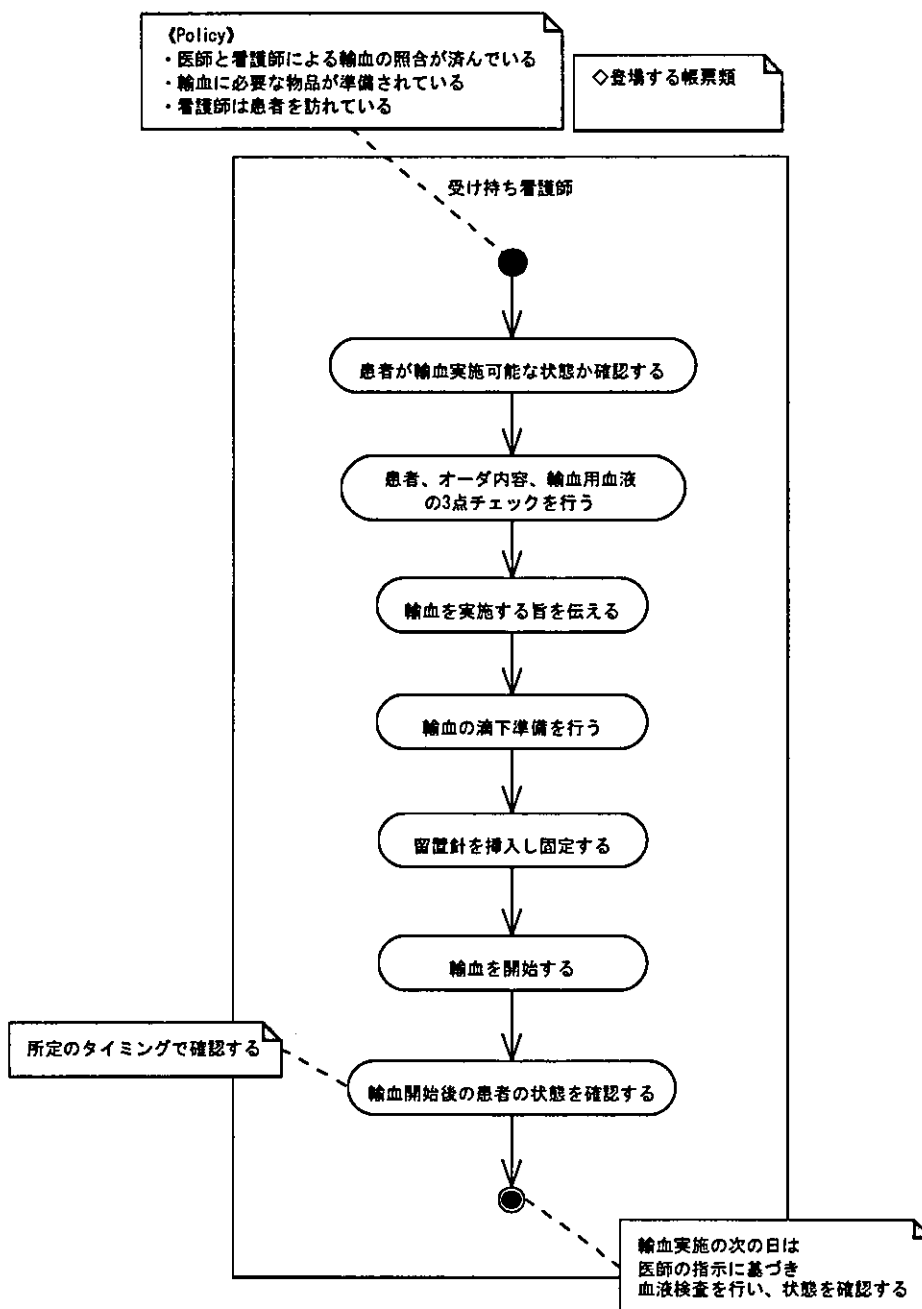 《Policy》
・医師と看護師による輸血の照合が済んでいる
・輸血に必要な物品が準備されている
・看護師は患者を訪れている
◇登場する帳票類
受け持ち看護師
患者が輸血実施可能な状態か確認する
患者、オーダ内容、輸血用血液
の3点チェックを行う
輸血を実施する旨を伝える
輸血の滴下準備を行う
留置針を挿入し固定する
輸血を開始する
所定のタイミングで確認する
輸血開始後の患者の状態を確認する
輸血実施の次の日は
医師の指示に基づき
血液検査を行い、状態を確認する